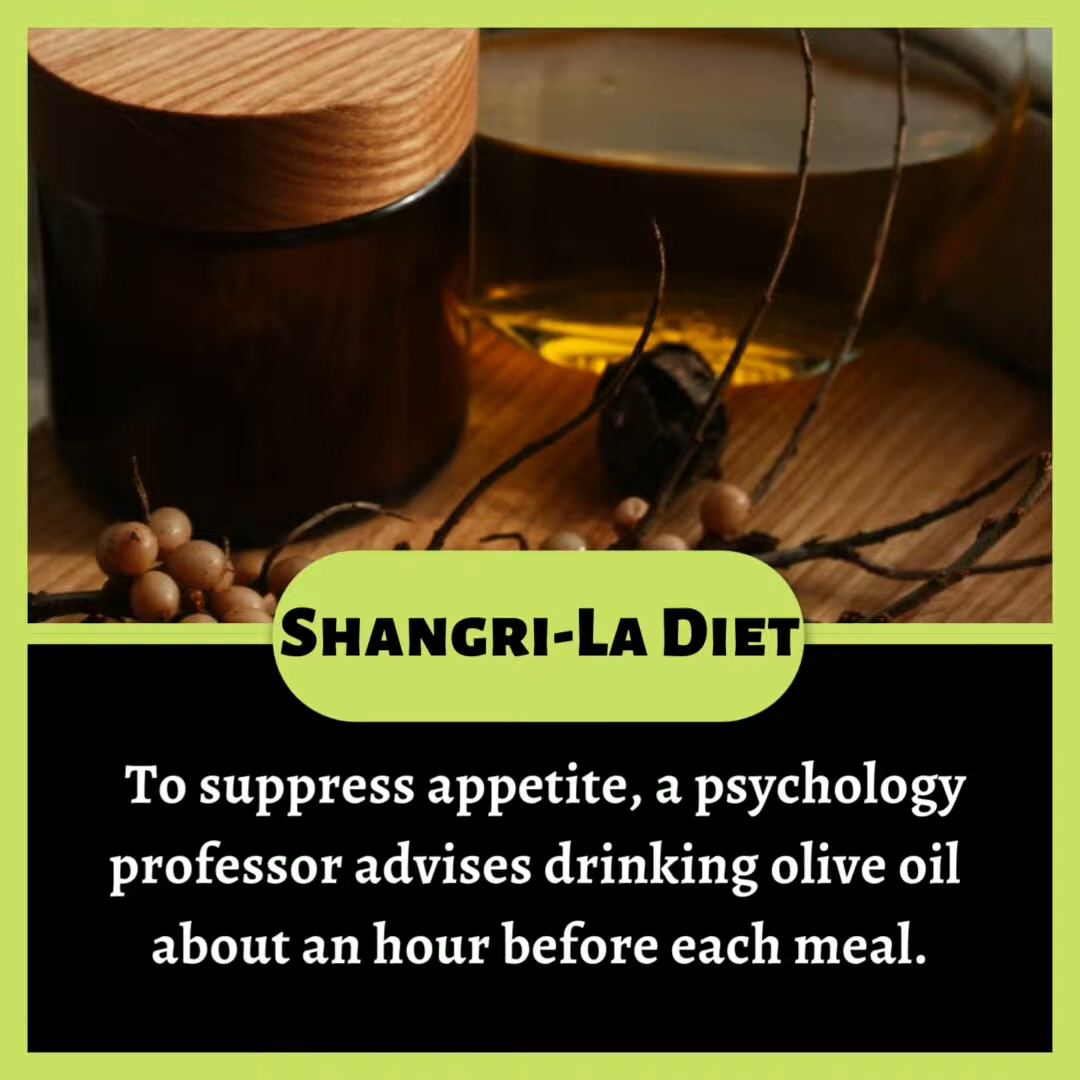 Shangri-La Diet
To suppress appetite, a psychology
professor advises drinking olive oil
about an hour before each meal.